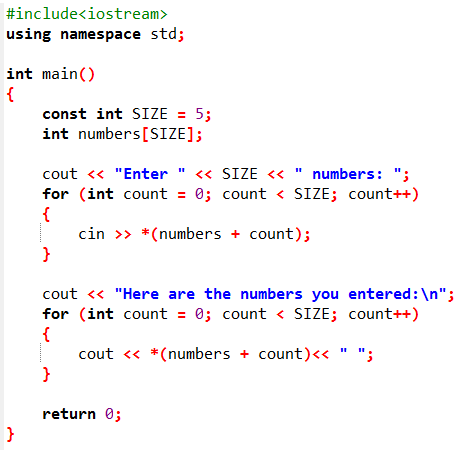 #include<iostream>
using namespace std;
int main()
{
const int SIZE = 5;
int numbers[SIZE];
cout << "Enter " << SIZE << " numbers: ";
for (int count = 0; count < SIZE; count++)
{
cin >> *(numbers + count);
}
cout << "Here are the numbers you entered:\n";
for (int count = 0; count < SIZE; count++)
{
cout << *(numbers + count)<< " ";
}
return 0;
}